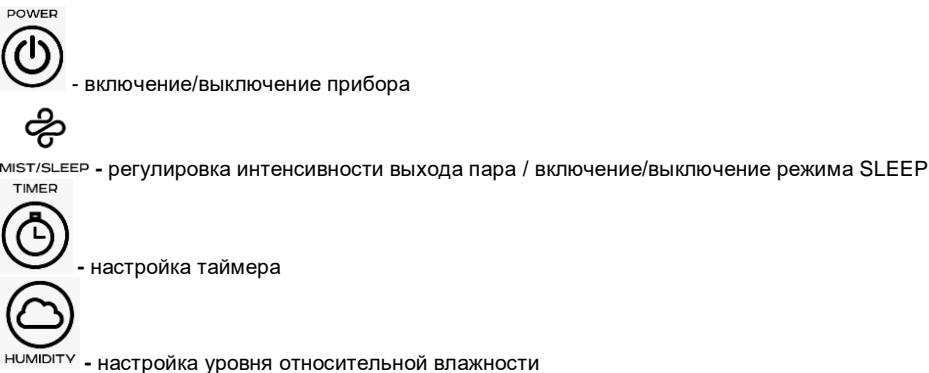 POWER
- включение/выключение прибора
MIST/SLEEP - регулировка интенсивности выхода пара / включение/выключение режима SLEEP
TIMER
- настройка таймера
HUMIDITY - настройка уровня относительной влажности